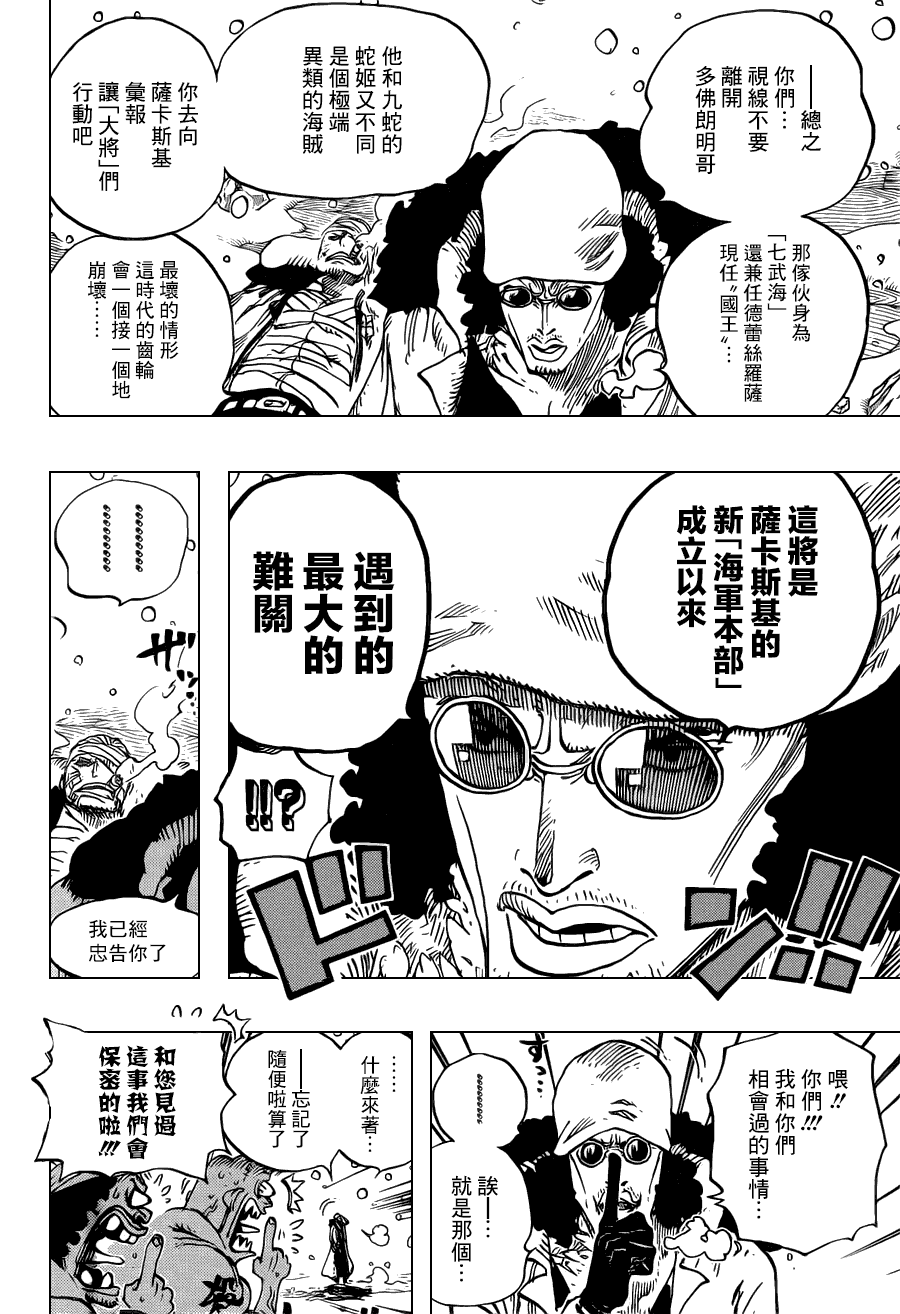 ——總之
你們…
視線不要
離開
多佛朗明哥
那傢伙身為
「七武海」
還兼任德蕾絲羅薩
現任〝國王〞…
他和九蛇的
蛇姬又不同
是個極端
異類的海賊
你去向
薩卡斯基
彙報
讓「大將」們
行動吧
最壞的情形
這時代的齒輪
會一個接一個地
崩壞……
這將是
薩卡斯基的
新「海軍本部」
成立以來
遇到的
最大的
難關
!!?
ドン!!
………
………
ザッ
我已經
忠告你了
喂!!
你們!!!
我和你們
相會過的事情…
ずっ…
………
誒——…
就是那個…
……
什麼來著…
——忘記了
隨便啦算了
和您見過
這事我們會
保密的啦!!!